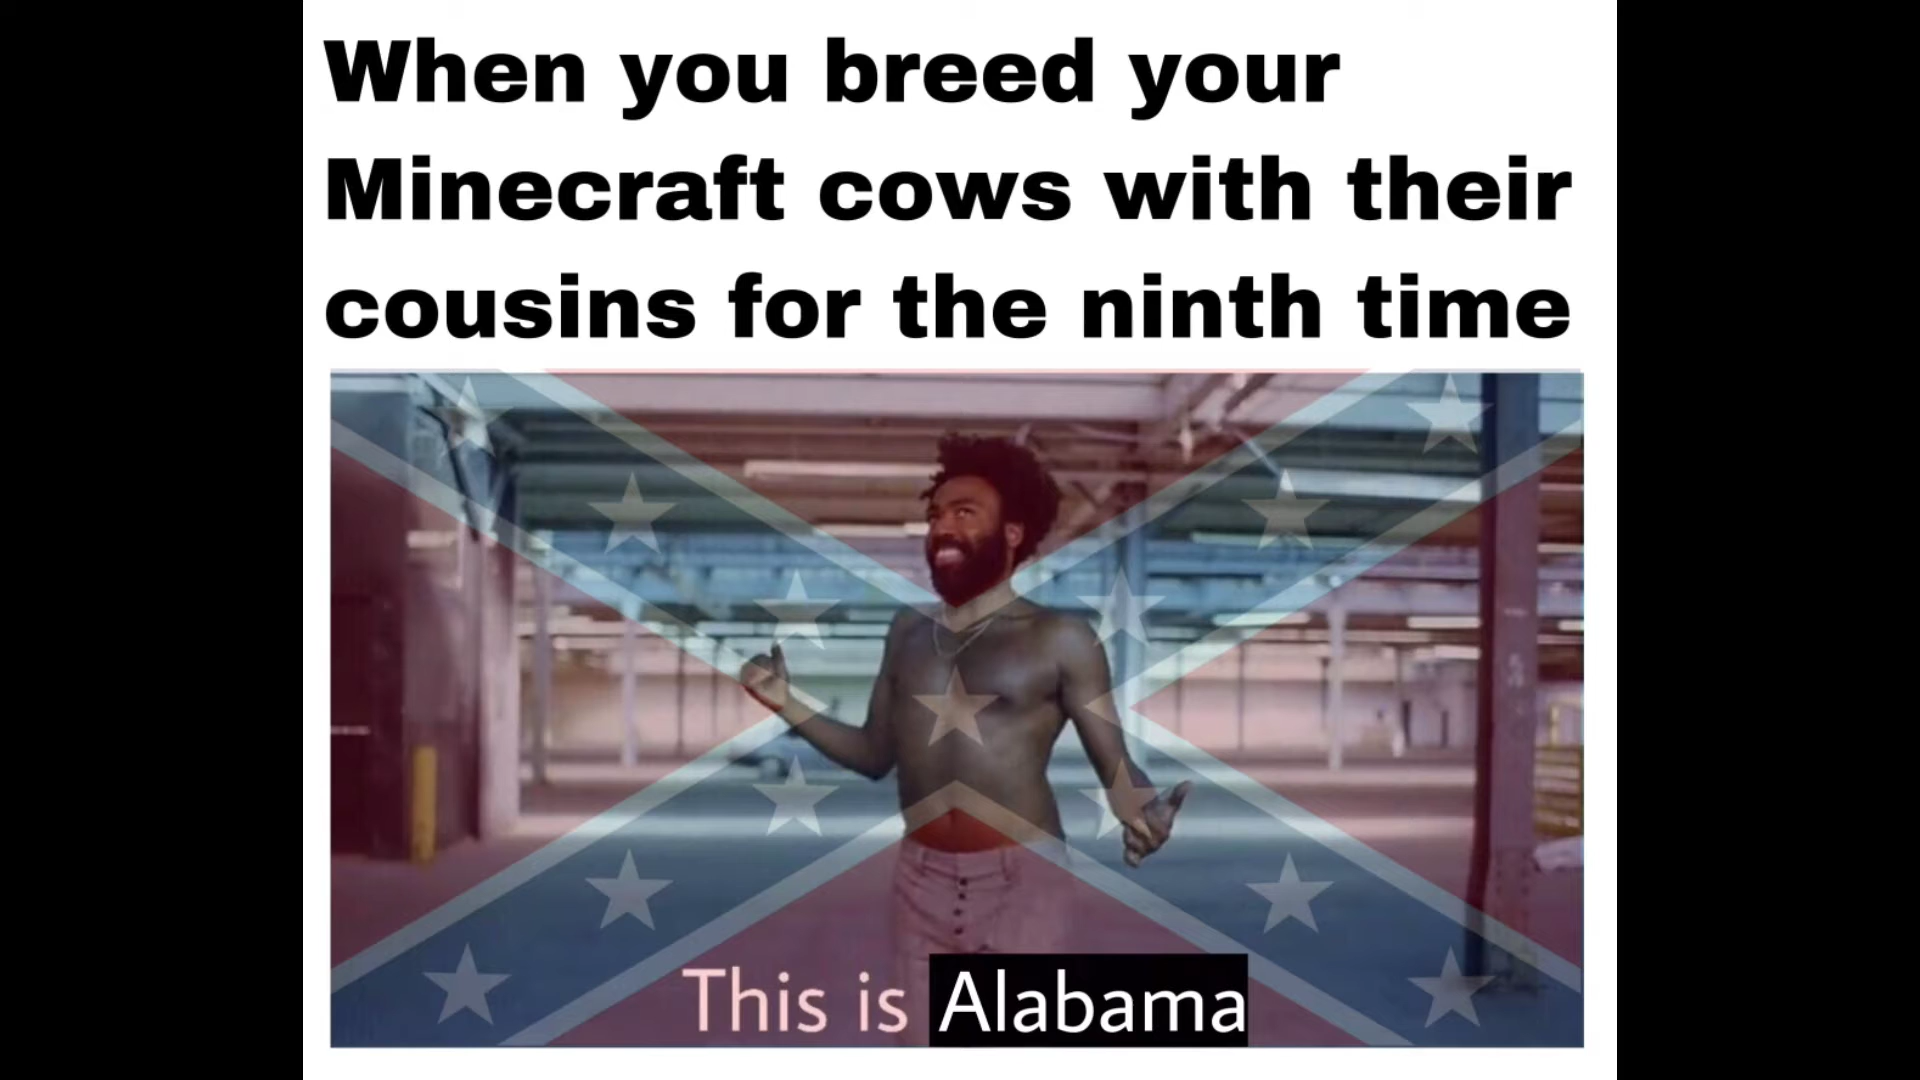 When you breed your
Minecraft cows with their
cousins for the ninth time
This is Alabama